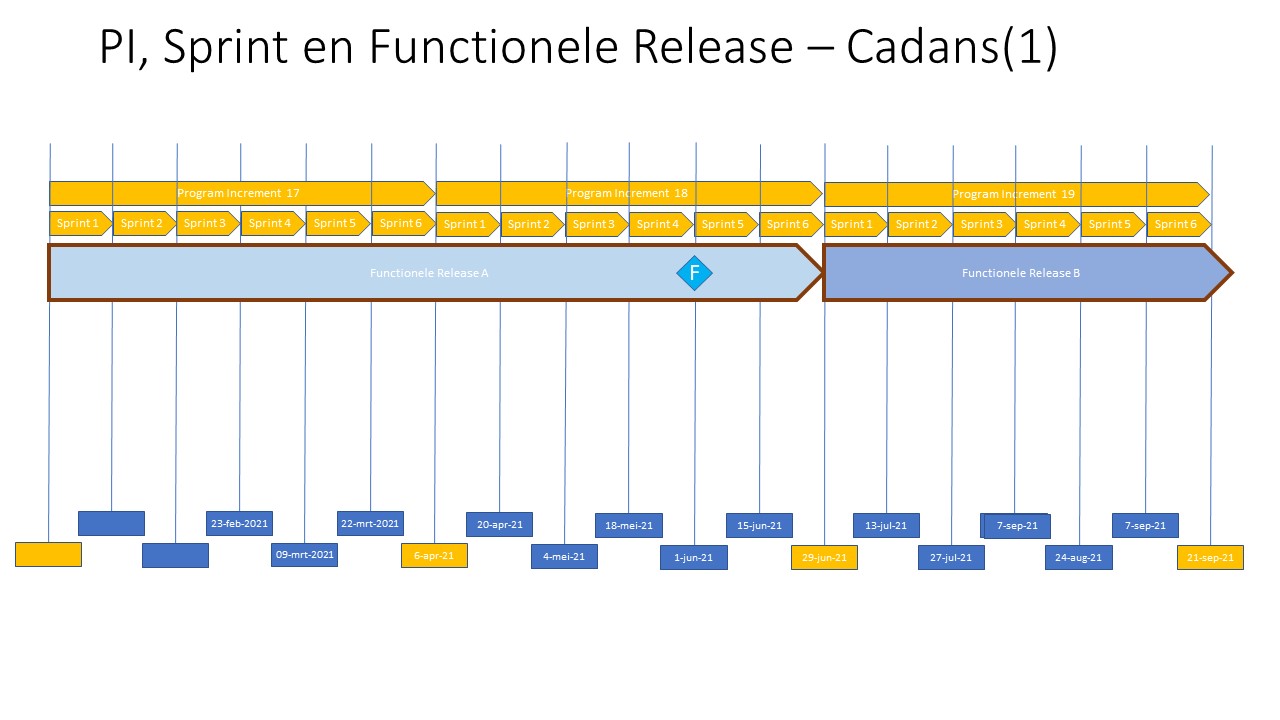 PI, Sprint en Functionele Release – Cadans(1)
Program Increment 17
Program Increment 18
Program Increment 19
Sprint 1
Sprint 2
Sprint 3
Sprint 4
Sprint 5
Sprint 6
Sprint 1
Sprint 2
Sprint 3
Sprint 4
Sprint 5
Sprint 6
Sprint 1
Sprint 2
Sprint 3
Sprint 4
Sprint 5
Sprint 6
Functionele Release A
F
Functionele Release B
23-feb-2021
22-mrt-2021
20-apr-21
18-mei-21
15-jun-21
13-jul-21
7-sep-21
7-sep-21
09-mrt-2021
6-apr-21
4-mei-21
1-jun-21
29-jun-21
27-jul-21
24-aug-21
21-sep-21